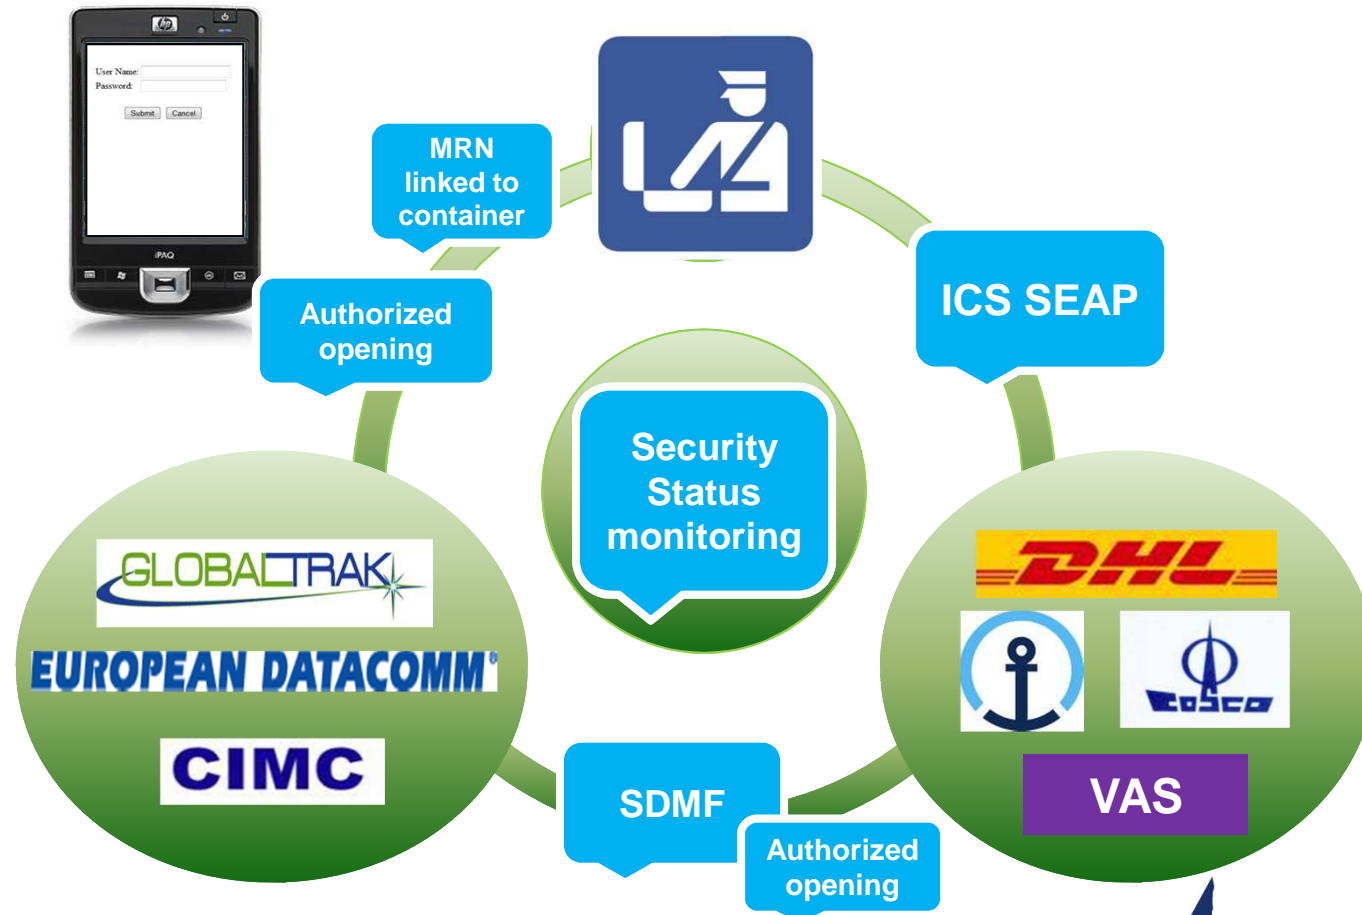 hp
User Name:
Password:
Submit Cancel
iPAQ
MRN
linked to
container
Authorized
opening
ICS SEAP
Security
Status
monitoring
GLOBALTRAK
EUROPEAN DATACOMM®
CIMC
DHL
COSCO
VAS
SDMF
Authorized
opening